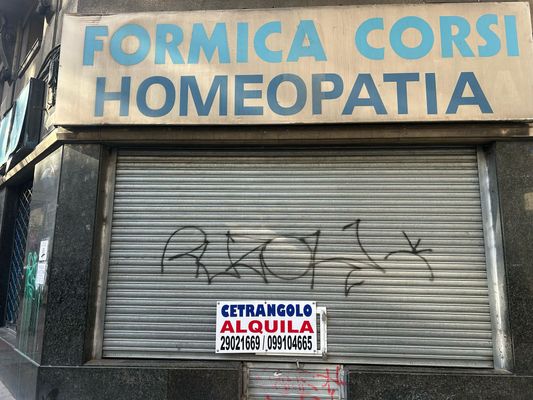 FORMICA CORSI
HOMEOPATIA
CETRANGOLO
ALQUILA
29021669 / 099104665